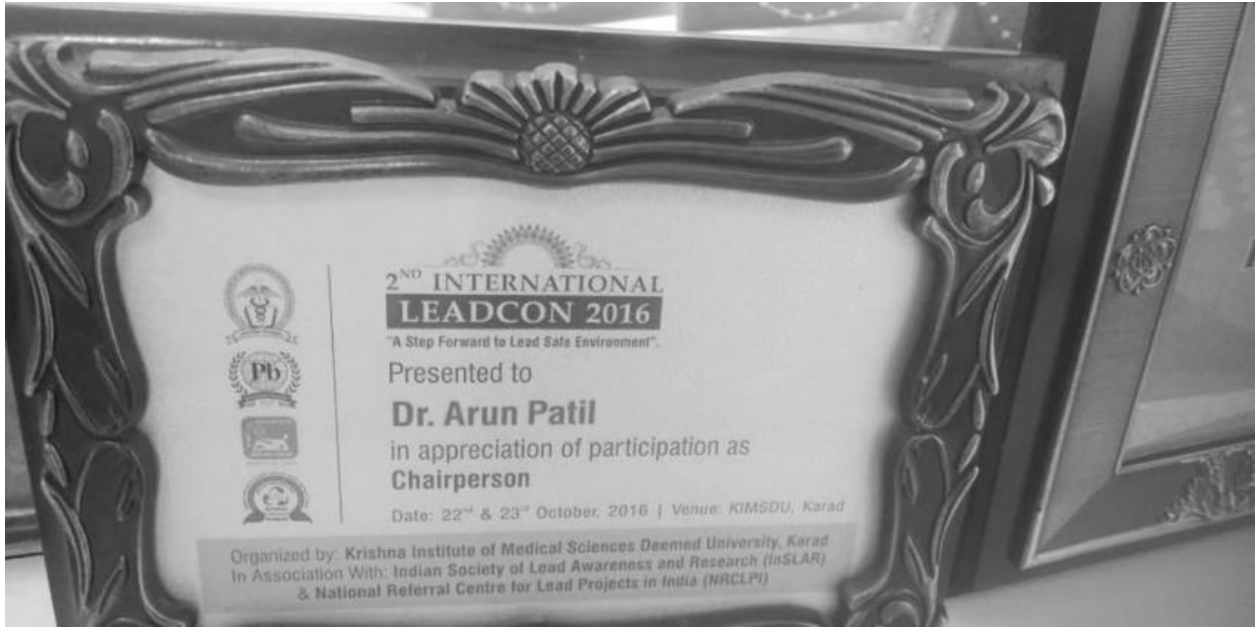 2ND INTERNATIONAL
LEADCON 2016
"A Step Forward to Lead Safe Environment".
Pb
Presented to
Dr. Arun Patil
in appreciation of participation as
Chairperson
Date: 22nd & 23rd October, 2016 | Venue: KIMSDU, Karad
Organized by: Krishna Institute of Medical Sciences Deemed University, Karad
In Association With: Indian Society of Lead Awareness and Research (InSLAR)
& National Referral Centre for Lead Projects in India (NRCLPI)